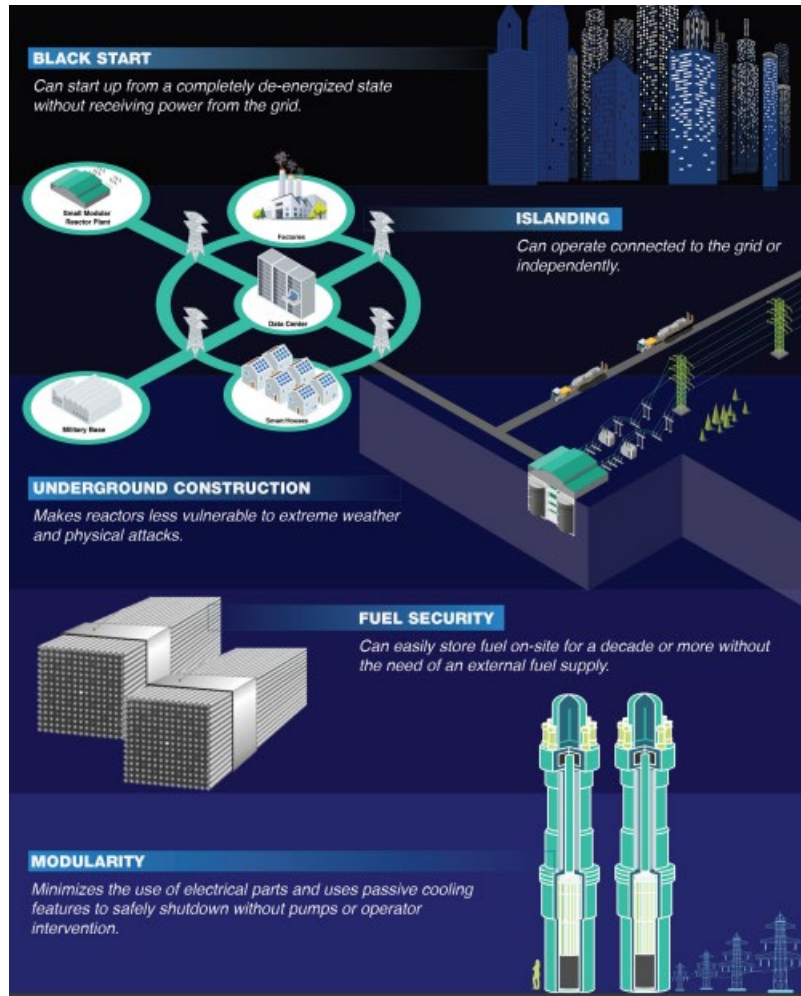 BLACK START
Can start up from a completely de-energized state
without receiving power from the grid.
Small Modular
Reactor Plant
Factories
ISLANDING
Can operate connected to the grid or
independently.
Data Center
Military Base
Smart Houses
UNDERGROUND CONSTRUCTION
Makes reactors less vulnerable to extreme weather
and physical attacks.
FUEL SECURITY
Can easily store fuel on-site for a decade or more without
the need of an external fuel supply.
MODULARITY
Minimizes the use of electrical parts and uses passive cooling
features to safely shutdown without pumps or operator
intervention.